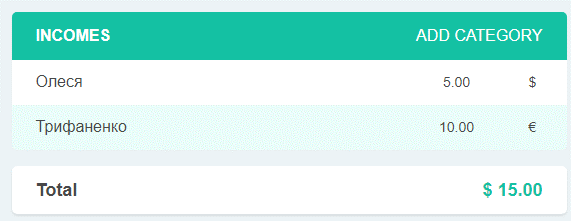 INCOMES ADD CATEGORY
Олеся 5.00 $
Трифаненко 10.00 €
Total $ 15.00